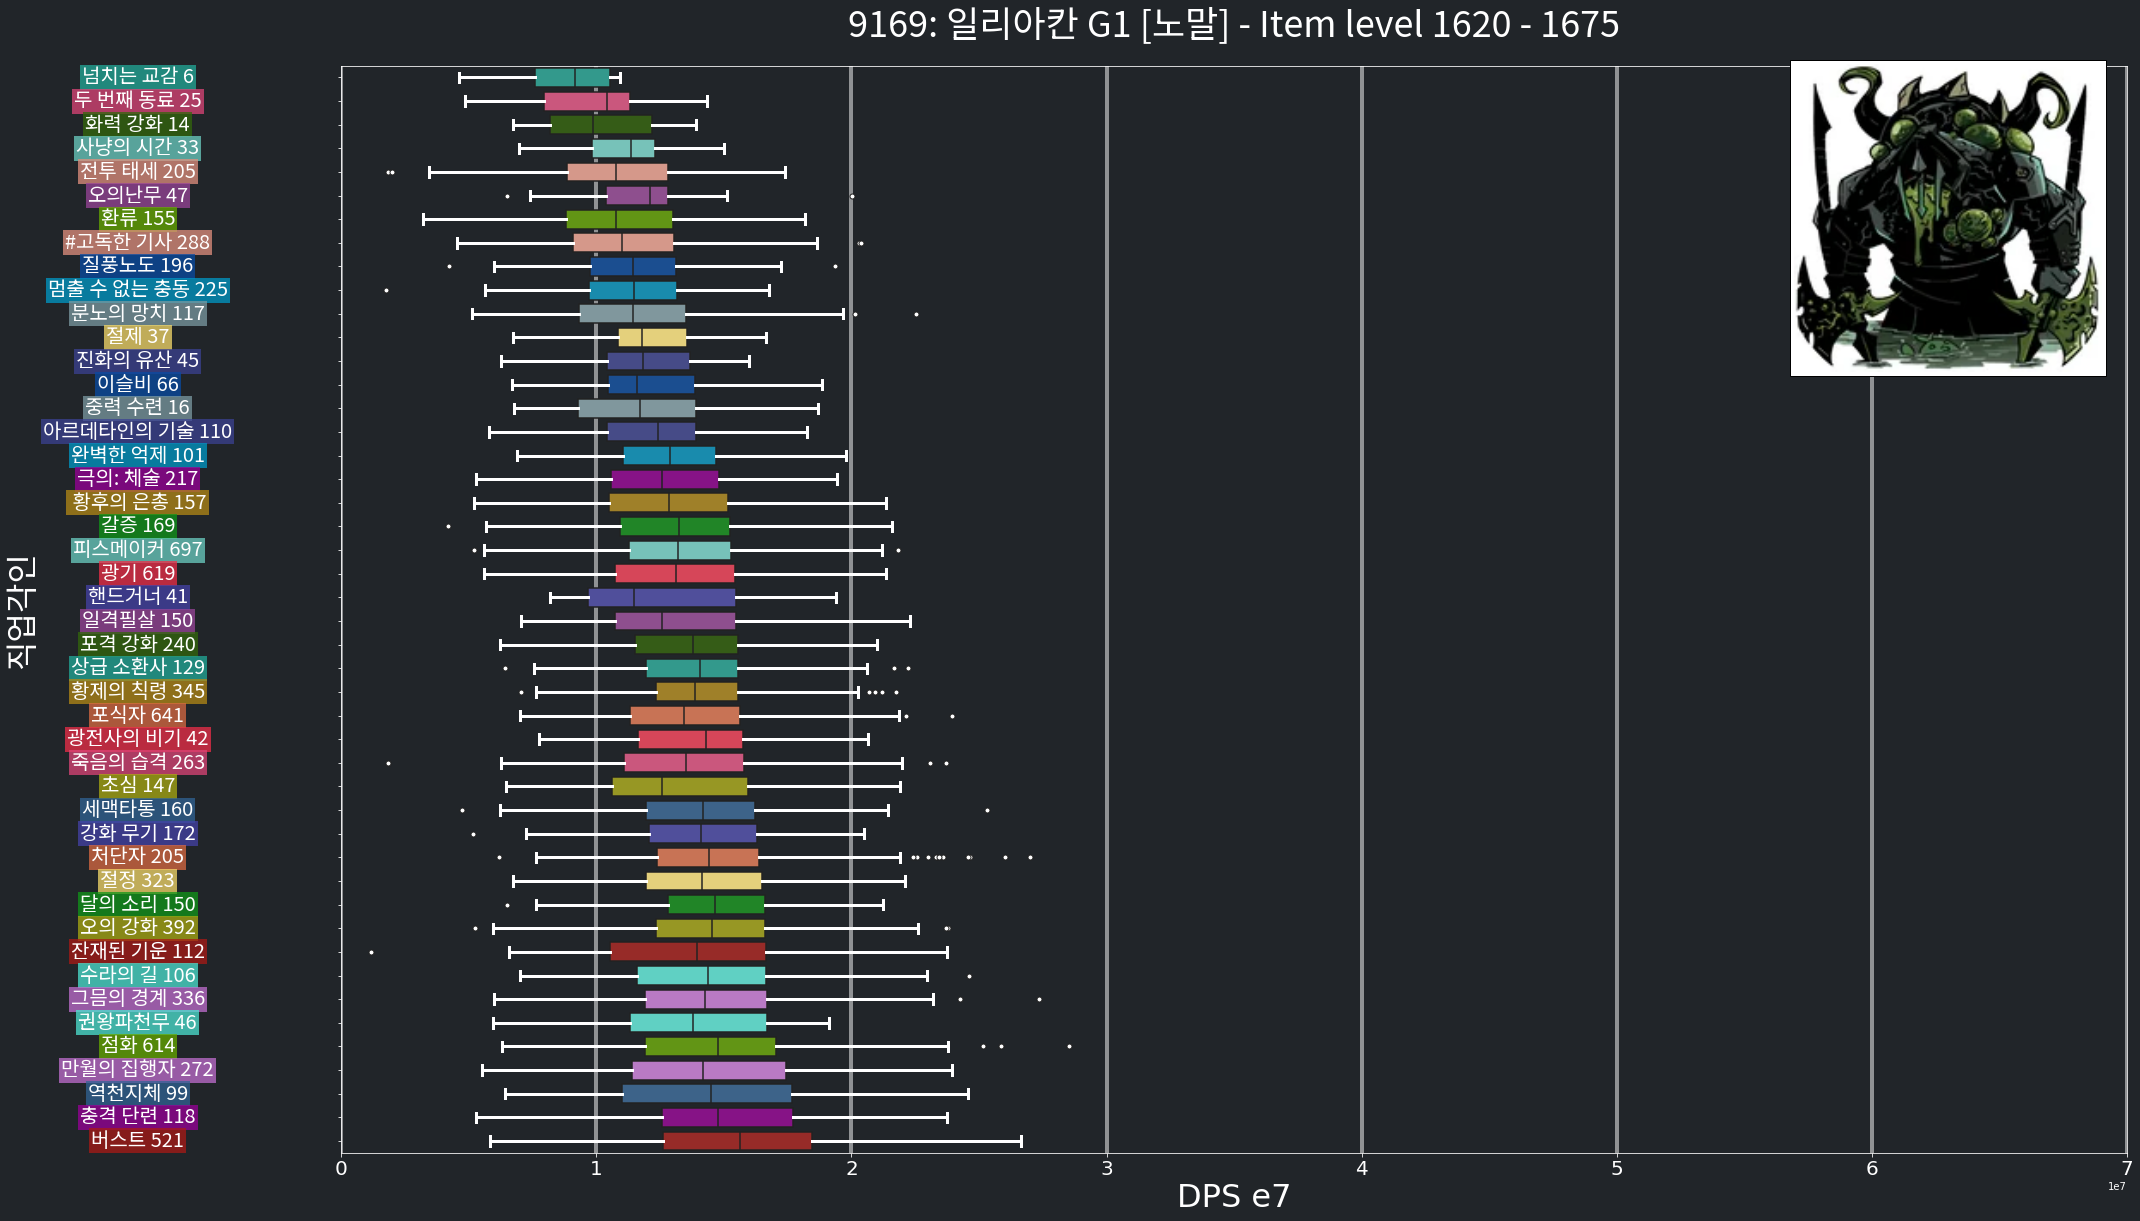 9169: 일리아칸 G1 [노말] - Item level 1620 - 1675
직업각인
넘치는 교감 6
두 번째 동료 25
화력 강화 14
사냥의 시간 33
전투 태세 205
오의난무 47
환류 155
#고독한 기사 288
질풍노도 196
멈출 수 없는 충동 225
분노의 망치 117
절제 37
진화의 유산 45
이슬비 66
중력 수련 16
아르데타인의 기술 110
완벽한 억제 101
극의: 체술 217
황후의 은총 157
갈증 169
피스메이커 697
광기 619
핸드거너 41
일격필살 150
포격 강화 240
상급 소환사 129
황제의 칙령 345
포식자 641
광전사의 비기 42
죽음의 습격 263
초심 147
세맥타통 160
강화 무기 172
처단자 205
절정 323
달의 소리 150
오의 강화 392
잔재된 기운 112
수라의 길 106
그믐의 경계 336
권왕파천무 46
점화 614
만월의 집행자 272
역천지체 99
충격 단련 118
버스트 521
0 1 2 3 4 5 6 7
1e7
DPS e7